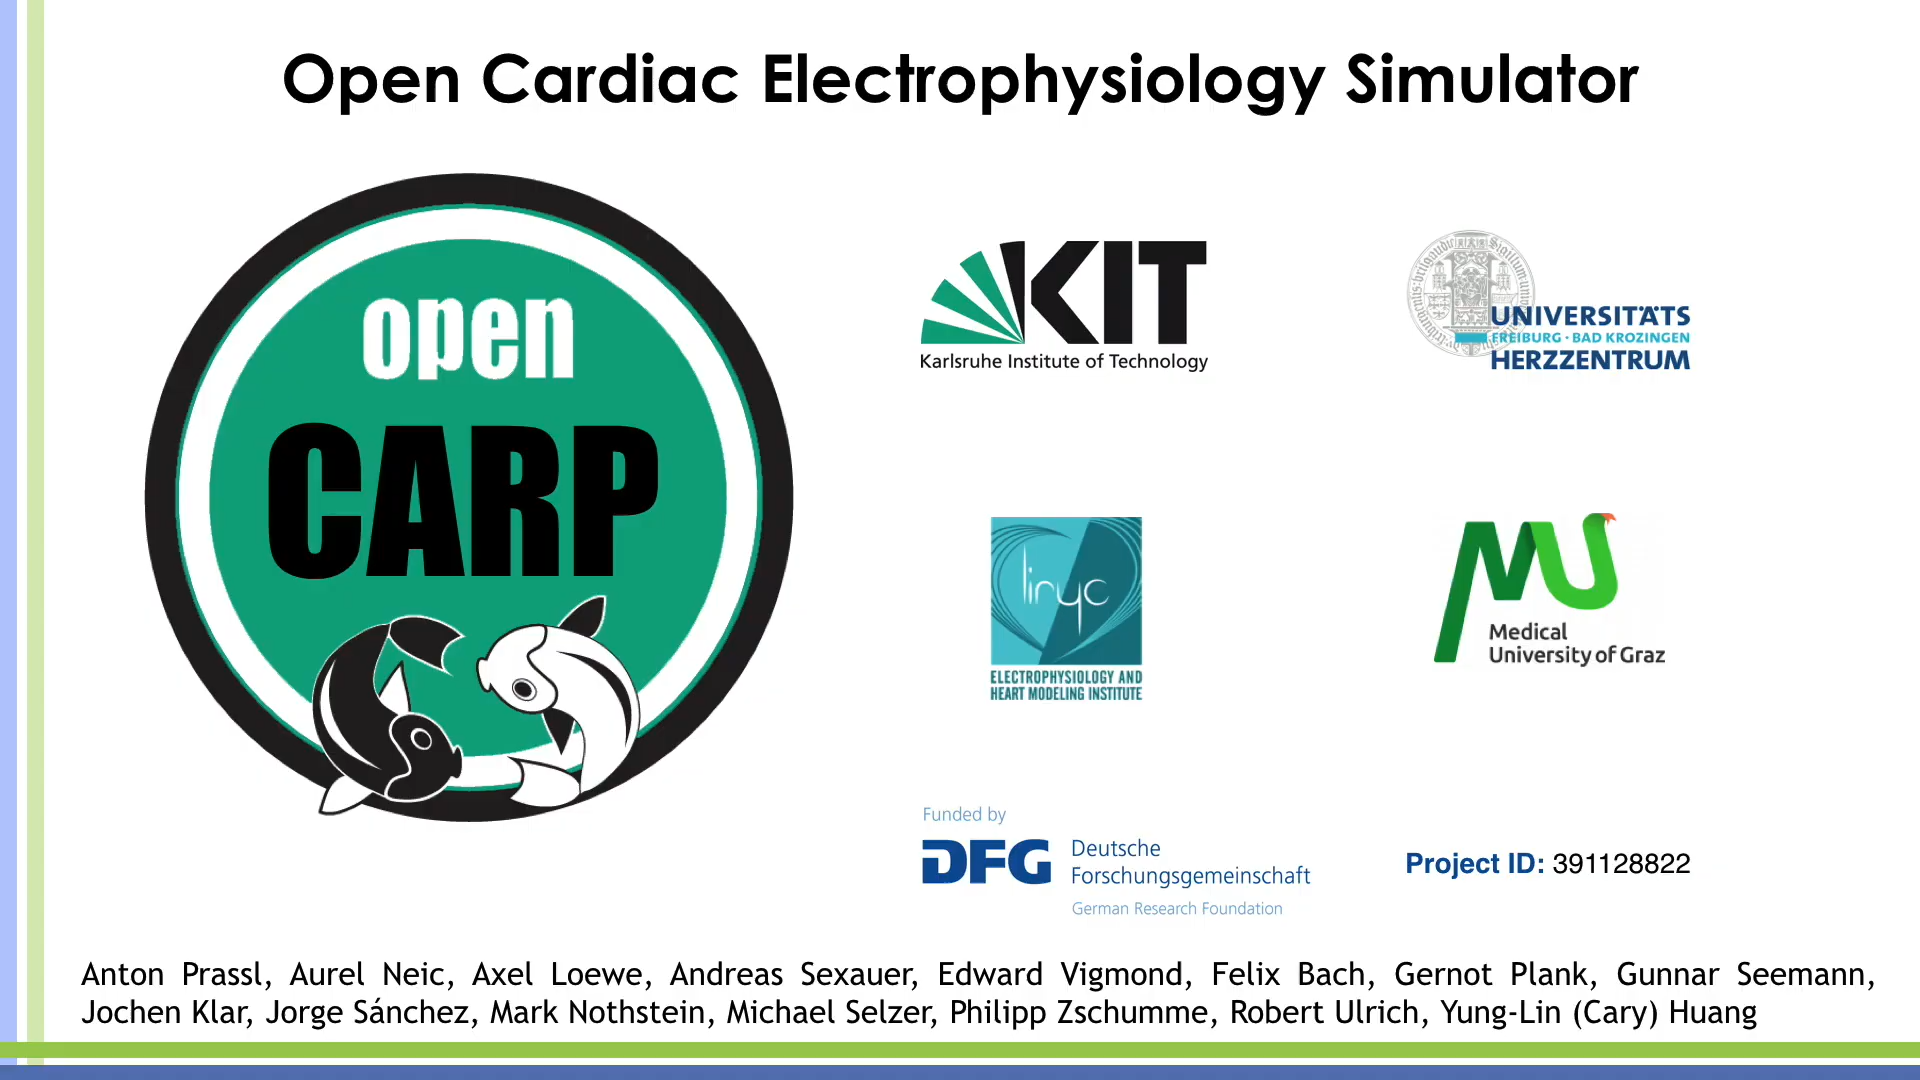 Open Cardiac Electrophysiology Simulator
open
CARP
KIT
Karlsruhe Institute of Technology
UNIVERSITÄTS
FREIBURG · BAD KROZINGEN
HERZZENTRUM
liryc
ELECTROPHYSIOLOGY AND
HEART MODELING INSTITUTE
Medical
University of Graz
Funded by
DFG
Deutsche
Forschungsgemeinschaft
German Research Foundation
Project ID: 391128822
Anton Prassl, Aurel Neic, Axel Loewe, Andreas Sexauer, Edward Vigmond, Felix Bach, Gernot Plank, Gunnar Seemann,
Jochen Klar, Jorge Sánchez, Mark Nothstein, Michael Selzer, Philipp Zschumme, Robert Ulrich, Yung-Lin (Cary) Huang